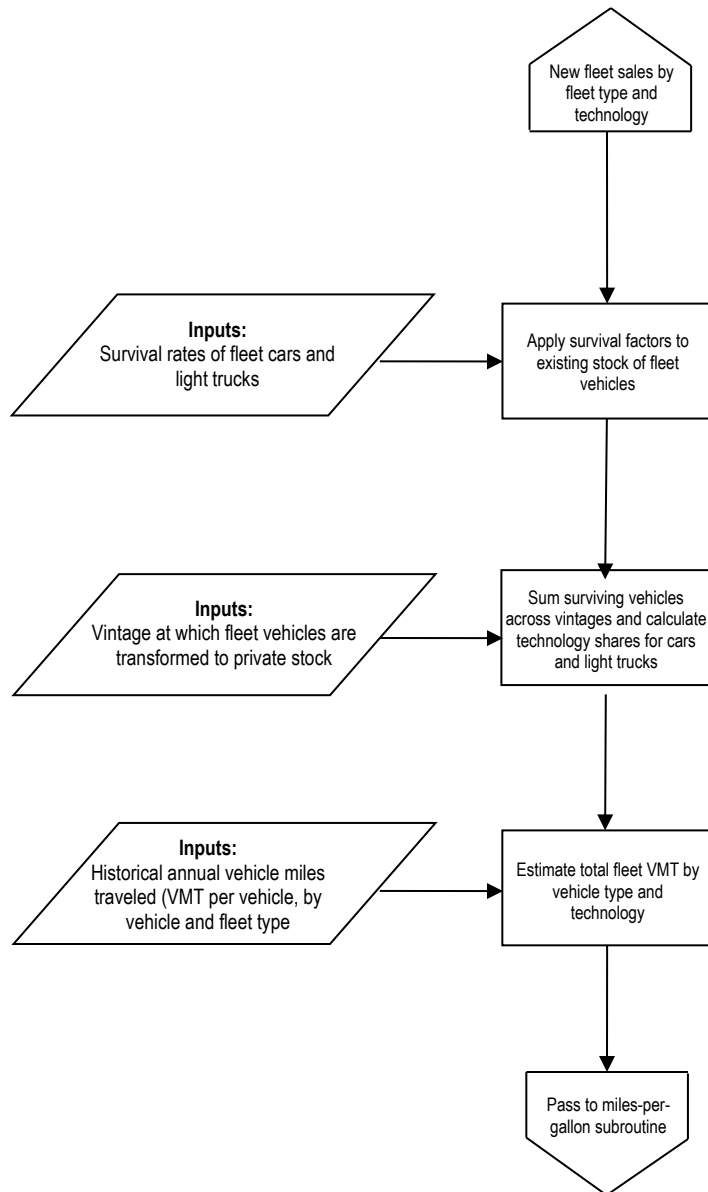 New fleet sales by
fleet type and
technology
Inputs:
Survival rates of fleet cars and
light trucks
Apply survival factors to
existing stock of fleet
vehicles
Inputs:
Vintage at which fleet vehicles are
transformed to private stock
Sum surviving vehicles
across vintages and calculate
technology shares for cars
and light trucks
Inputs:
Historical annual vehicle miles
traveled (VMT per vehicle, by
vehicle and fleet type
Estimate total fleet VMT by
vehicle type and
technology
Pass to miles-per-
gallon subroutine